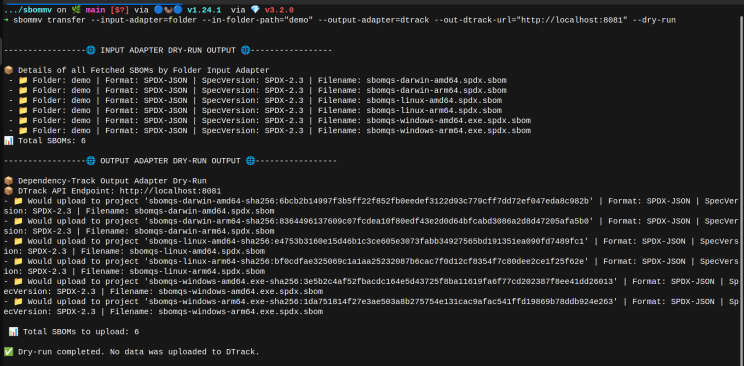 .../sbommv on 🌿 main [$?] via 🔵🦫🔵 v1.24.1 via 💎 v3.2.0
➜ sbommv transfer --input-adapter=folder --in-folder-path="demo" --output-adapter=dtrack --out-dtrack-url="http://localhost:8081" --dry-run
-----------------🌐 INPUT ADAPTER DRY-RUN OUTPUT 🌐-----------------
📦 Details of all Fetched SBOMs by Folder Input Adapter
- 📁 Folder: demo | Format: SPDX-JSON | SpecVersion: SPDX-2.3 | Filename: sbomqs-darwin-amd64.spdx.sbom
- 📁 Folder: demo | Format: SPDX-JSON | SpecVersion: SPDX-2.3 | Filename: sbomqs-darwin-arm64.spdx.sbom
- 📁 Folder: demo | Format: SPDX-JSON | SpecVersion: SPDX-2.3 | Filename: sbomqs-linux-amd64.spdx.sbom
- 📁 Folder: demo | Format: SPDX-JSON | SpecVersion: SPDX-2.3 | Filename: sbomqs-linux-arm64.spdx.sbom
- 📁 Folder: demo | Format: SPDX-JSON | SpecVersion: SPDX-2.3 | Filename: sbomqs-windows-amd64.exe.spdx.sbom
- 📁 Folder: demo | Format: SPDX-JSON | SpecVersion: SPDX-2.3 | Filename: sbomqs-windows-arm64.exe.spdx.sbom
📊 Total SBOMs: 6
-----------------🌐 OUTPUT ADAPTER DRY-RUN OUTPUT 🌐-----------------
📦 Dependency-Track Output Adapter Dry-Run
📦 DTrack API Endpoint: http://localhost:8081
- 📁 Would upload to project 'sbomqs-darwin-amd64-sha256:6bcb2b14997f3b5ff22f852fb0eedef3122d93c779cff7dd72ef047eda8c982b' | Format: SPDX-JSON | SpecVer
sion: SPDX-2.3 | Filename: sbomqs-darwin-amd64.spdx.sbom
- 📁 Would upload to project 'sbomqs-darwin-arm64-sha256:8364496137609c07fcdea10f80edf43e2d0d64bfcabd3086a2d8d47205afa5b0' | Format: SPDX-JSON | SpecVer
sion: SPDX-2.3 | Filename: sbomqs-darwin-arm64.spdx.sbom
- 📁 Would upload to project 'sbomqs-linux-amd64-sha256:e4753b3160e15d46b1c3ce605e3073fabb34927565bd191351ea090fd7489fc1' | Format: SPDX-JSON | SpecVers
ion: SPDX-2.3 | Filename: sbomqs-linux-amd64.spdx.sbom
- 📁 Would upload to project 'sbomqs-linux-arm64-sha256:bf0cdfae325069c1a1aa25232087b6cac7f0d12cf8354f7c80dee2ce1f25f62e' | Format: SPDX-JSON | SpecVers
ion: SPDX-2.3 | Filename: sbomqs-linux-arm64.spdx.sbom
- 📁 Would upload to project 'sbomqs-windows-amd64.exe-sha256:3e5b2c4af52fbacdc164e5d43725f8ba11619fa6f77cd202387f8ee41dd26013' | Format: SPDX-JSON | Sp
ecVersion: SPDX-2.3 | Filename: sbomqs-windows-amd64.exe.spdx.sbom
- 📁 Would upload to project 'sbomqs-windows-arm64.exe-sha256:1da751814f27e3ae503a8b275754e131cac9afac541ffd19869b78ddb924e263' | Format: SPDX-JSON | Sp
ecVersion: SPDX-2.3 | Filename: sbomqs-windows-arm64.exe.spdx.sbom
📊 Total SBOMs to upload: 6
✅ Dry-run completed. No data was uploaded to DTrack.